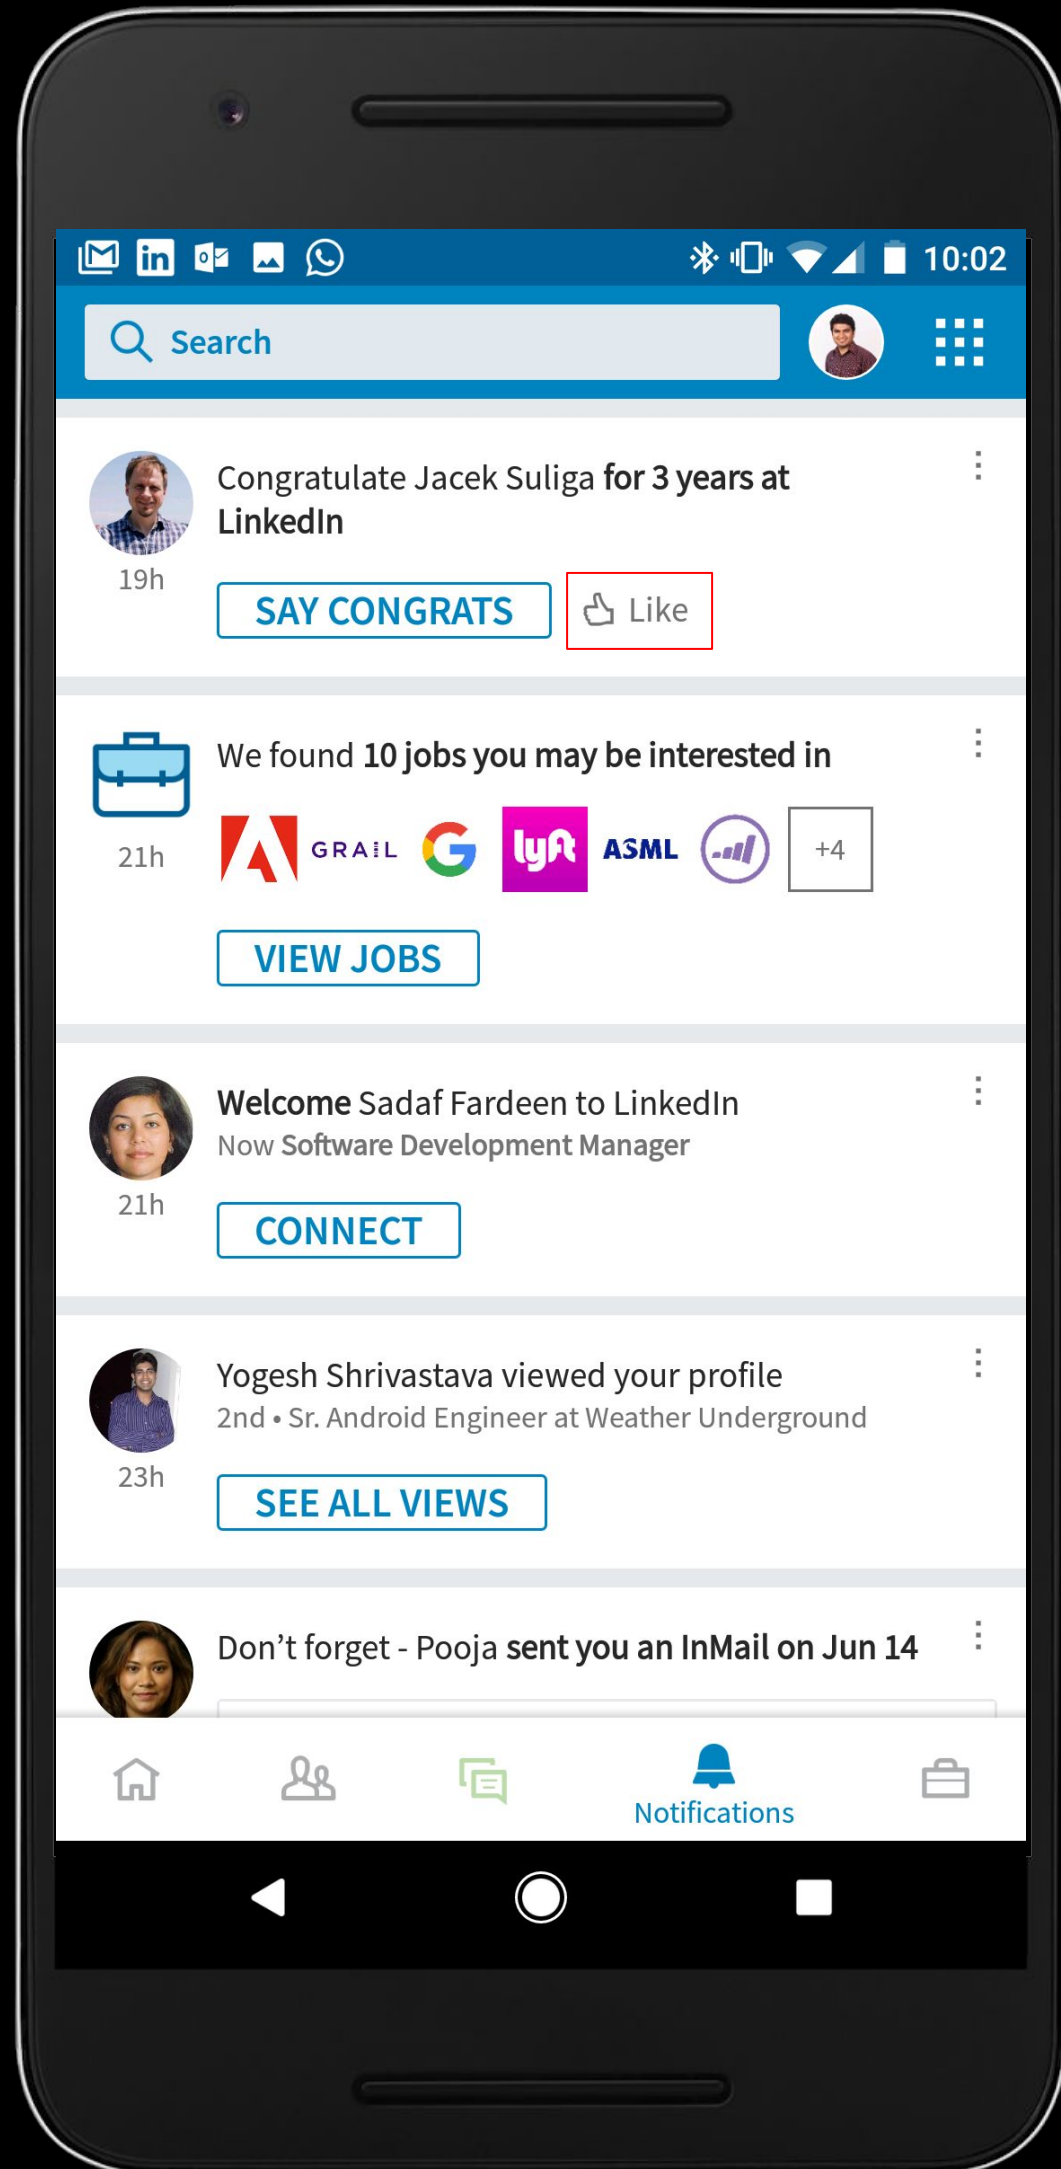 10:02
Search
Congratulate Jacek Suliga for 3 years at
LinkedIn
19h
SAY CONGRATS
Like
We found 10 jobs you may be interested in
21h
GRAIL
lyft
ASML
+4
VIEW JOBS
Welcome Sadaf Fardeen to LinkedIn
Now Software Development Manager
21h
CONNECT
Yogesh Shrivastava viewed your profile
2nd • Sr. Android Engineer at Weather Underground
23h
SEE ALL VIEWS
Don’t forget - Pooja sent you an InMail on Jun 14
Notifications